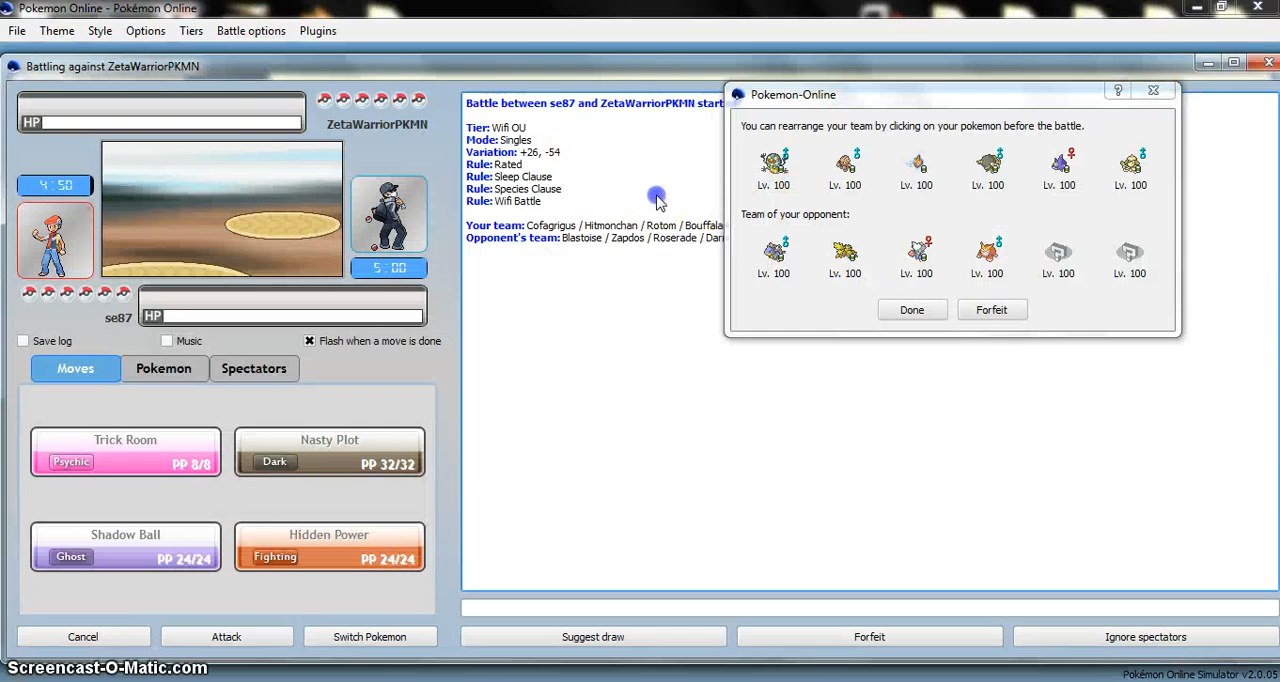 Pokemon Online - Pokémon Online
File Theme Style Options Tiers Battle options Plugins
Battling against ZetaWarriorPKMN
HP
ZetaWarriorPKMN
4:50
5:00
se87
HP
Save log Music Flash when a move is done
Moves Pokemon Spectators
Trick Room
Psychic PP 8/8
Nasty Plot
Dark PP 32/32
Shadow Ball
Ghost PP 24/24
Hidden Power
Fighting PP 24/24
Cancel Attack Switch Pokemon
Battle between se87 and ZetaWarriorPKMN start
Tier: Wifi OU
Mode: Singles
Variation: +26, -54
Rule: Rated
Rule: Sleep Clause
Rule: Species Clause
Rule: Wifi Battle
Your team: Cofagrigus / Hitmonchan / Rotom / Bouffala
Opponent's team: Blastoise / Zapdos / Roserade / Dar
Pokemon-Online
You can rearrange your team by clicking on your pokemon before the battle.
Lv. 100 Lv. 100 Lv. 100 Lv. 100 Lv. 100 Lv. 100
Team of your opponent:
Lv. 100 Lv. 100 Lv. 100 Lv. 100 Lv. 100 Lv. 100
Done Forfeit
Suggest draw Forfeit Ignore spectators
Screencast-O-Matic.com
Pokémon Online Simulator v2.0.05